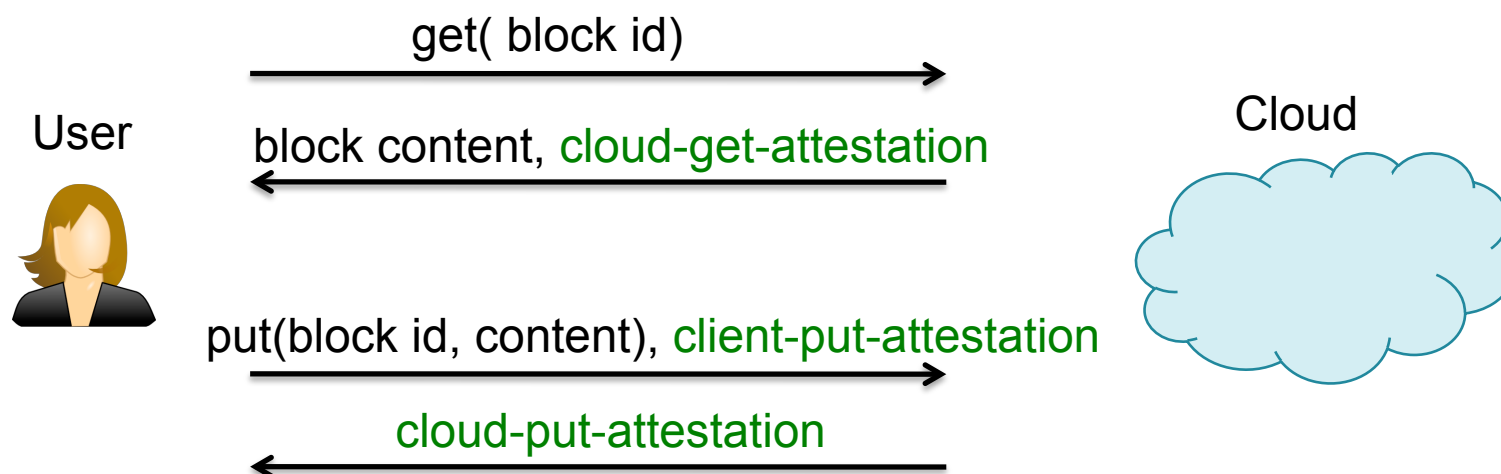 get( block id)
User
Cloud
block content, cloud-get-attestation
put(block id, content), client-put-attestation
cloud-put-attestation